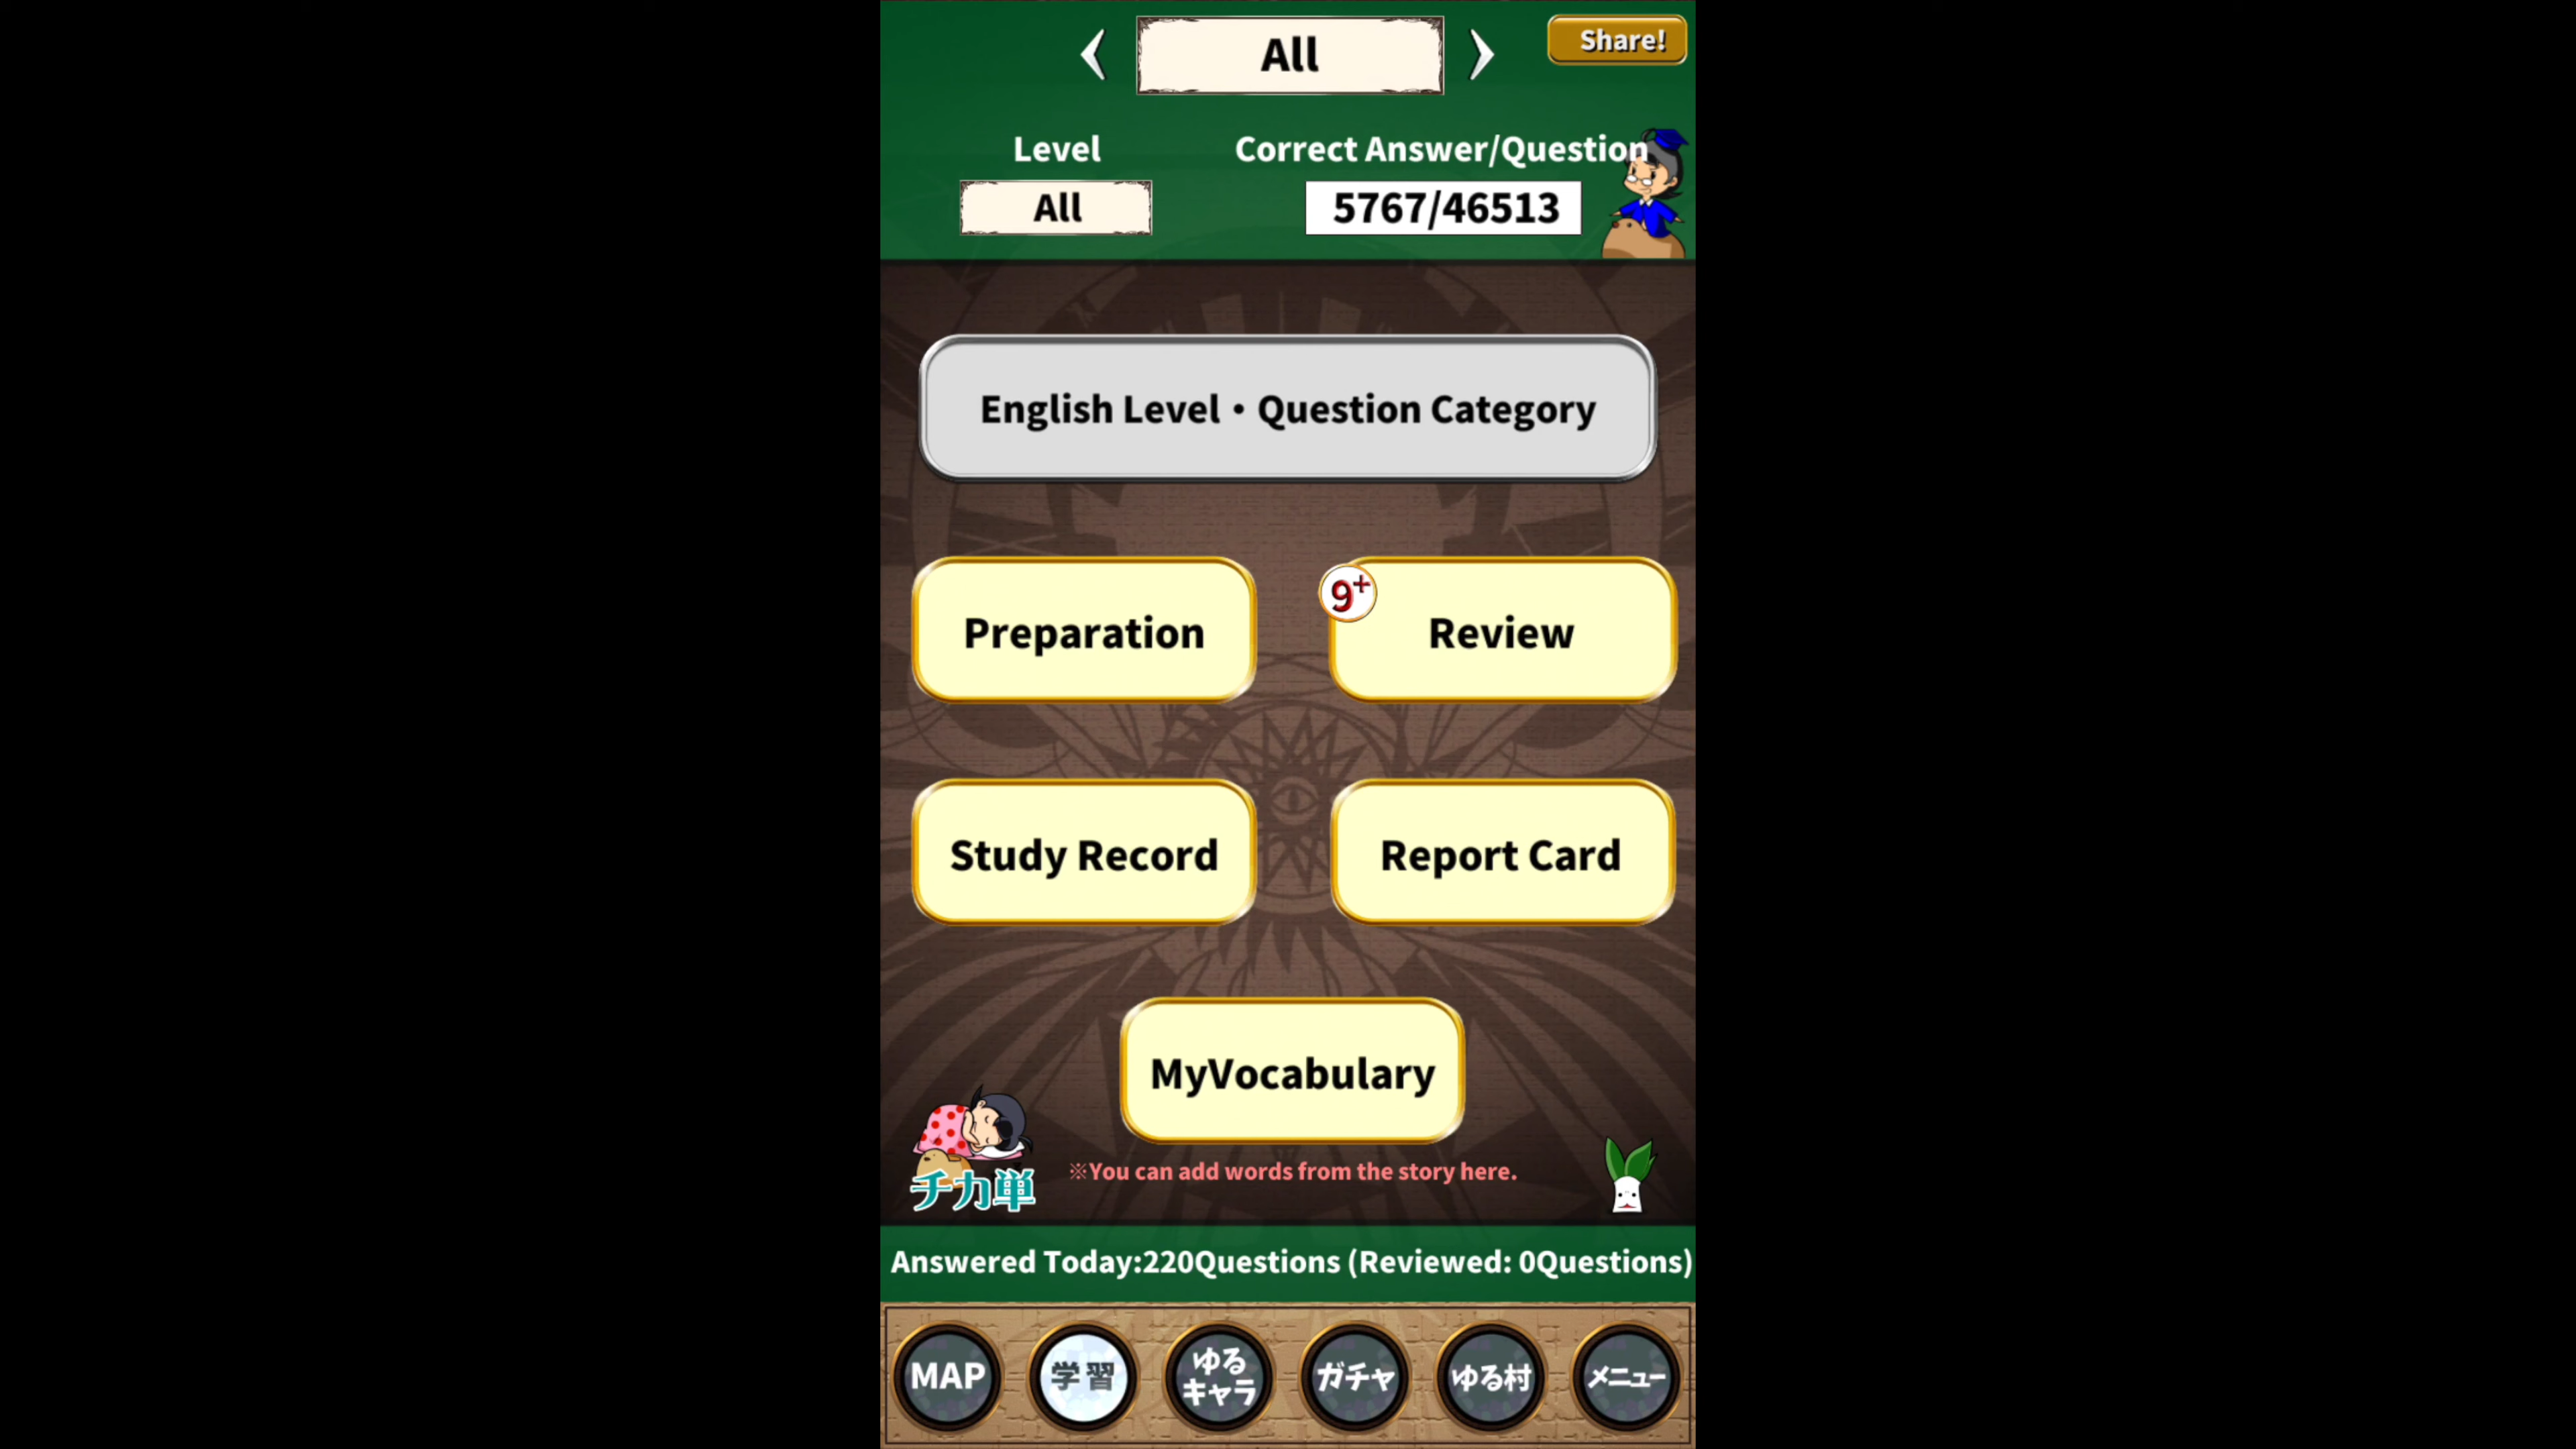 All
Share!
Level
Correct Answer/Question
All
5767/46513
English Level・Question Category
Preparation
9+
Review
Study Record
Report Card
MyVocabulary
チカ単
※You can add words from the story here.
Answered Today:220Questions (Reviewed: 0Questions)
MAP
学習
ゆる
キャラ
ガチャ
ゆる村
メニュー